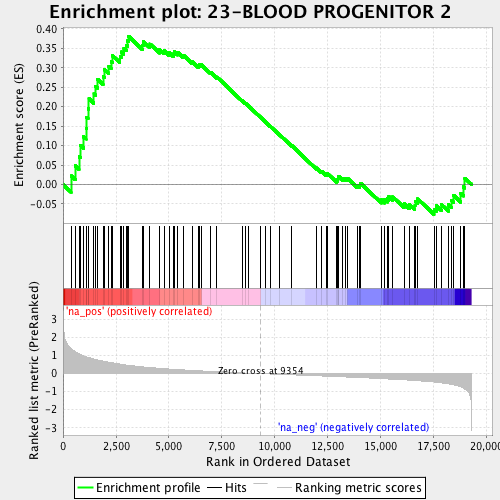 Enrichment plot: 23-BLOOD PROGENITOR 2
Enrichment score (ES)
0.40
0.35
0.30
0.25
0.20
0.15
0.10
0.05
0.00
-0.05
'na_pos' (positively correlated)
Ranked list metric (PreRanked)
3
2
1
0
-1
-2
-3
Zero cross at 9354
'na_neg' (negatively correlated)
0
2,500
5,000
7,500
10,000
12,500
15,000
17,500
20,000
Rank in Ordered Dataset
Enrichment profile
Hits
Ranking metric scores